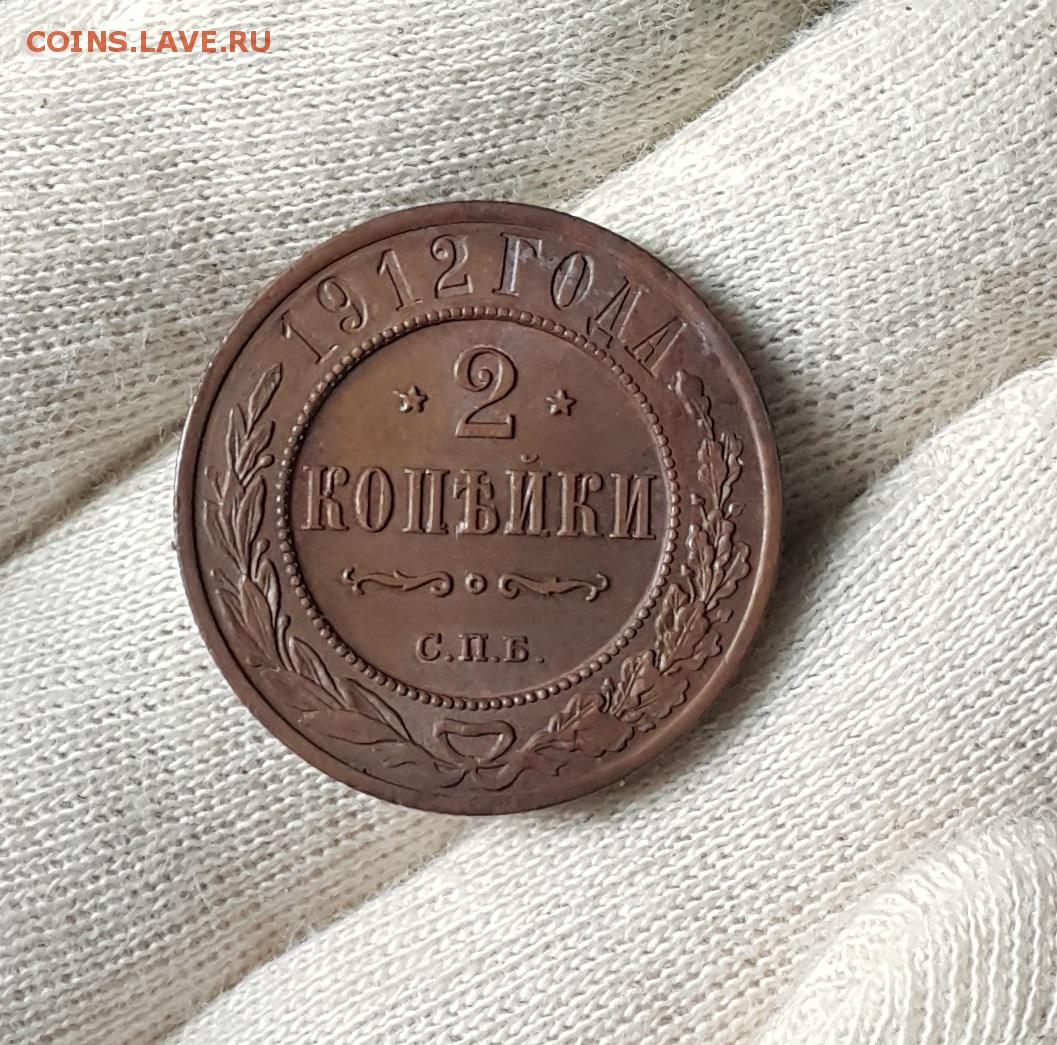 COINS.LAVE.RU
1912 ГОДА
2
КОПѢЙКИ
С.П.Б.